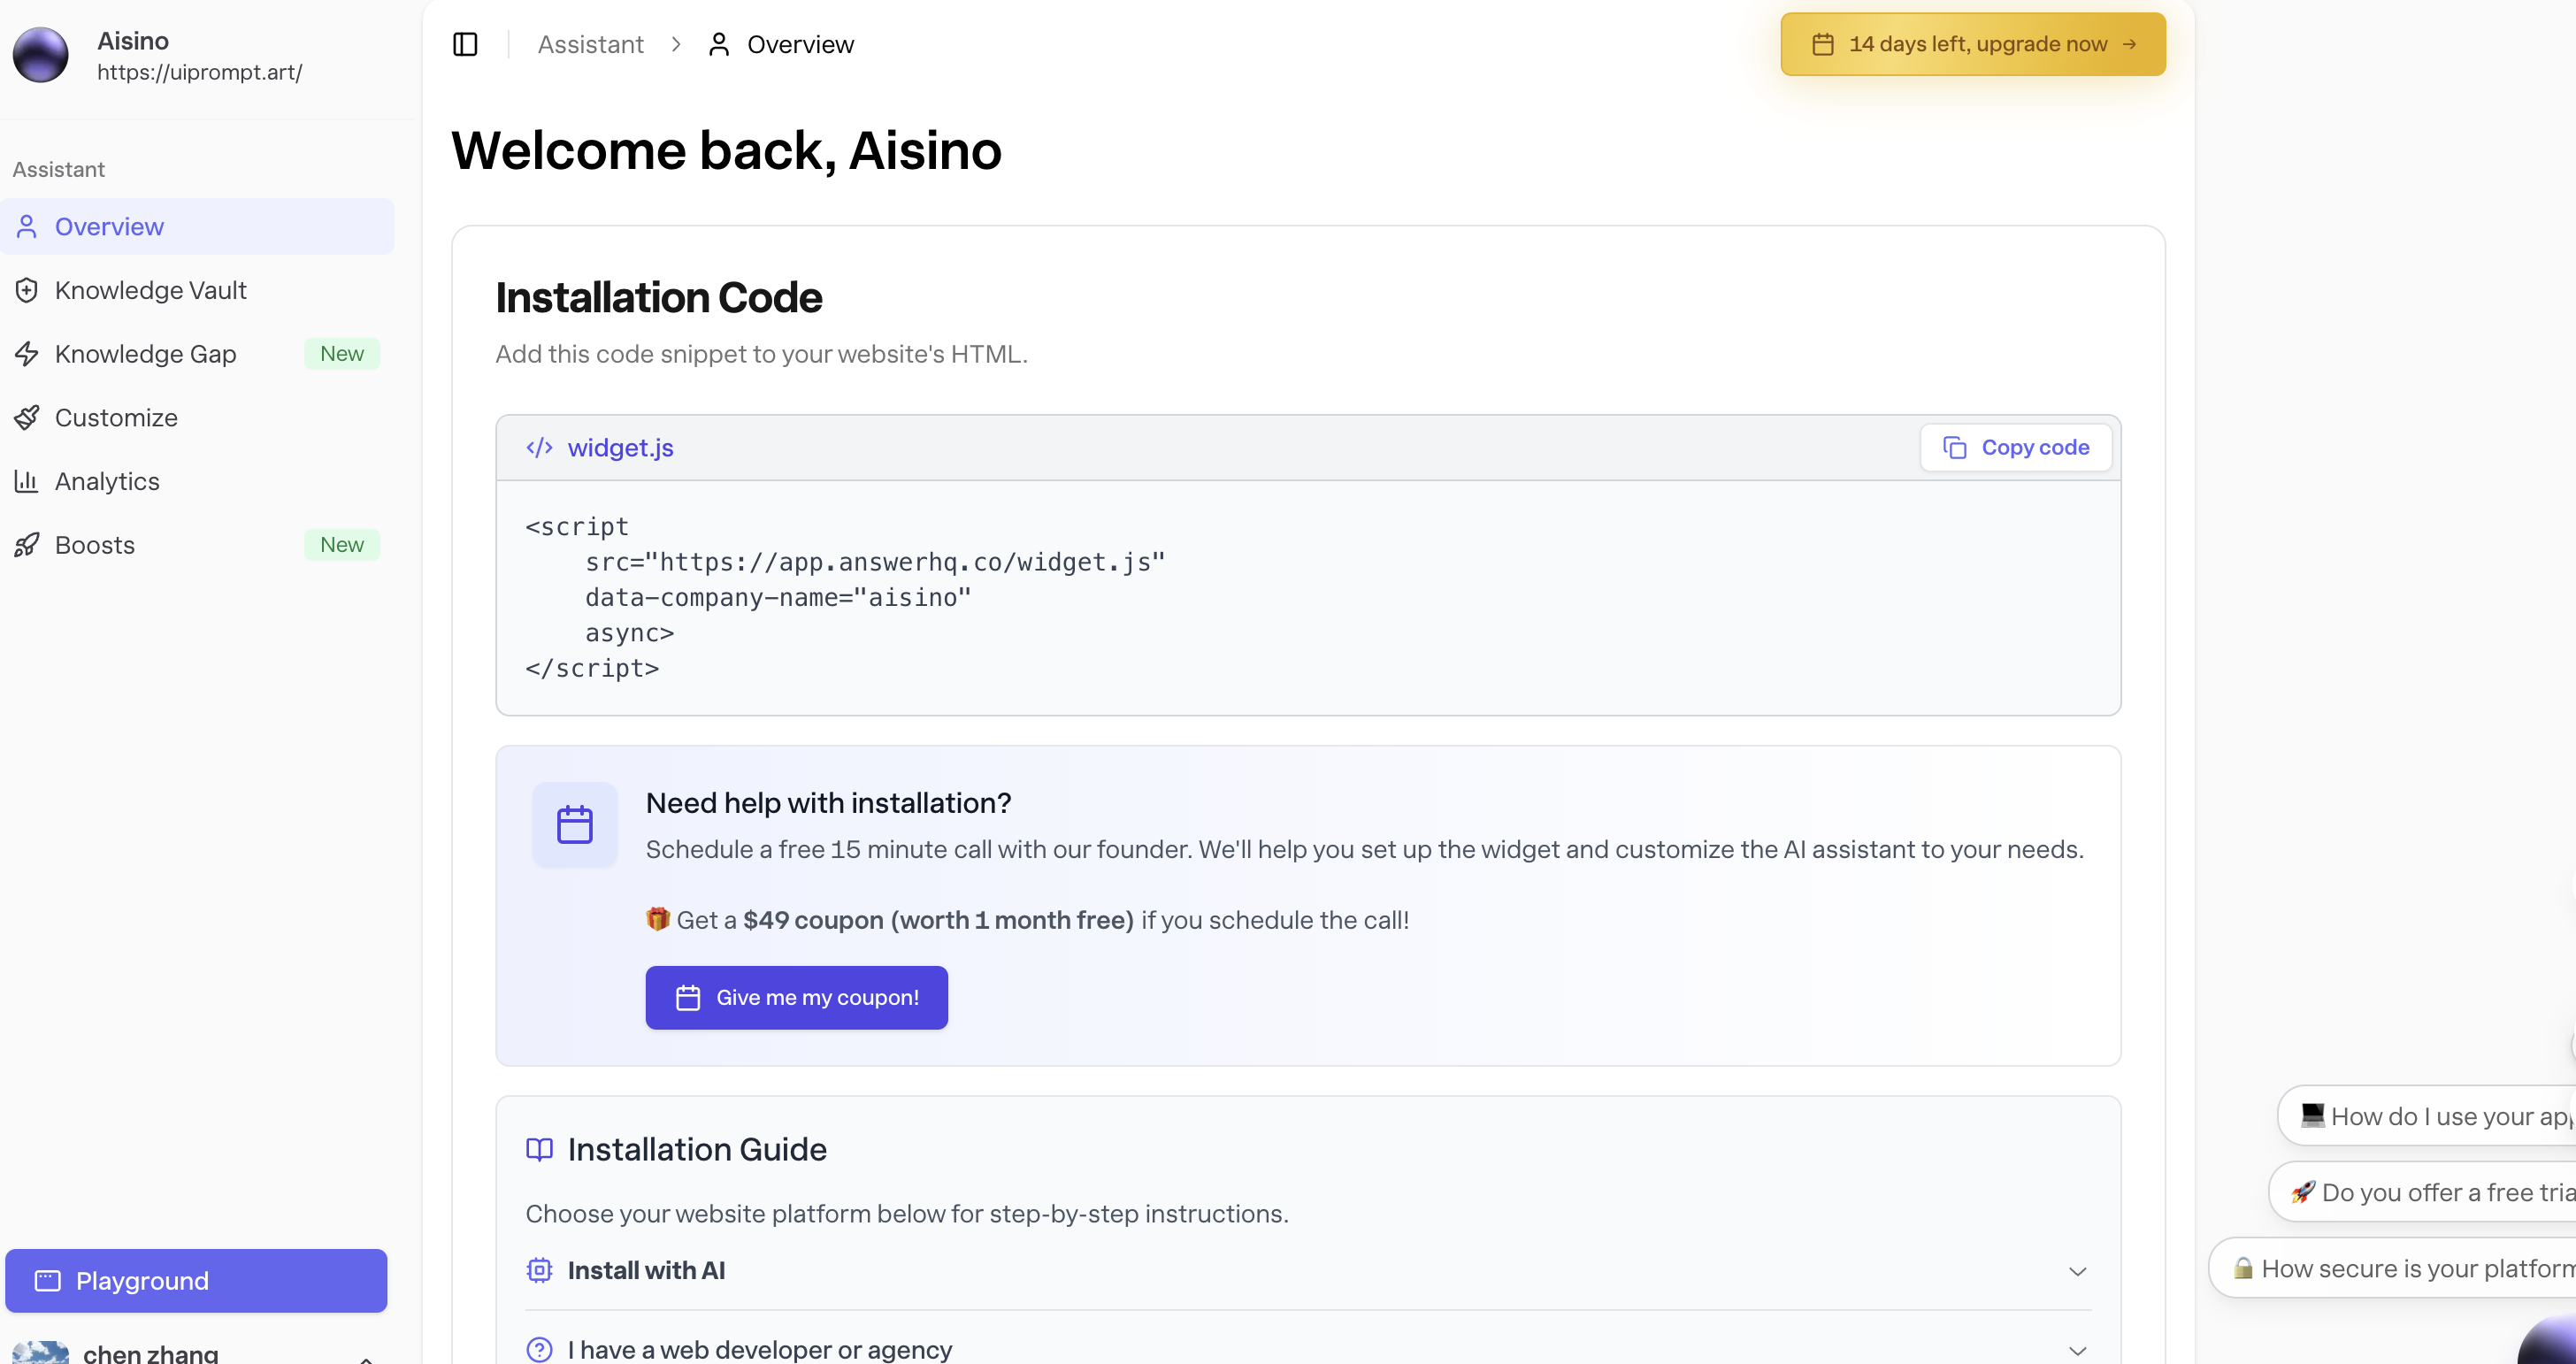 Aisino
https://uiprompt.art/
Assistant
Overview
Knowledge Vault
Knowledge Gap New
Customize
Analytics
Boosts New
Playground
chen zhang
Assistant > Overview
14 days left, upgrade now →
Welcome back, Aisino
Installation Code
Add this code snippet to your website's HTML.
</> widget.js
Copy code
<script
    src="https://app.answerhq.co/widget.js"
    data-company-name="aisino"
    async>
</script>
Need help with installation?
Schedule a free 15 minute call with our founder. We'll help you set up the widget and customize the AI assistant to your needs.
🎁 Get a $49 coupon (worth 1 month free) if you schedule the call!
Give me my coupon!
Installation Guide
Choose your website platform below for step-by-step instructions.
Install with AI
I have a web developer or agency
💻 How do I use your
🚀 Do you offer a free
🔒 How secure is your platform